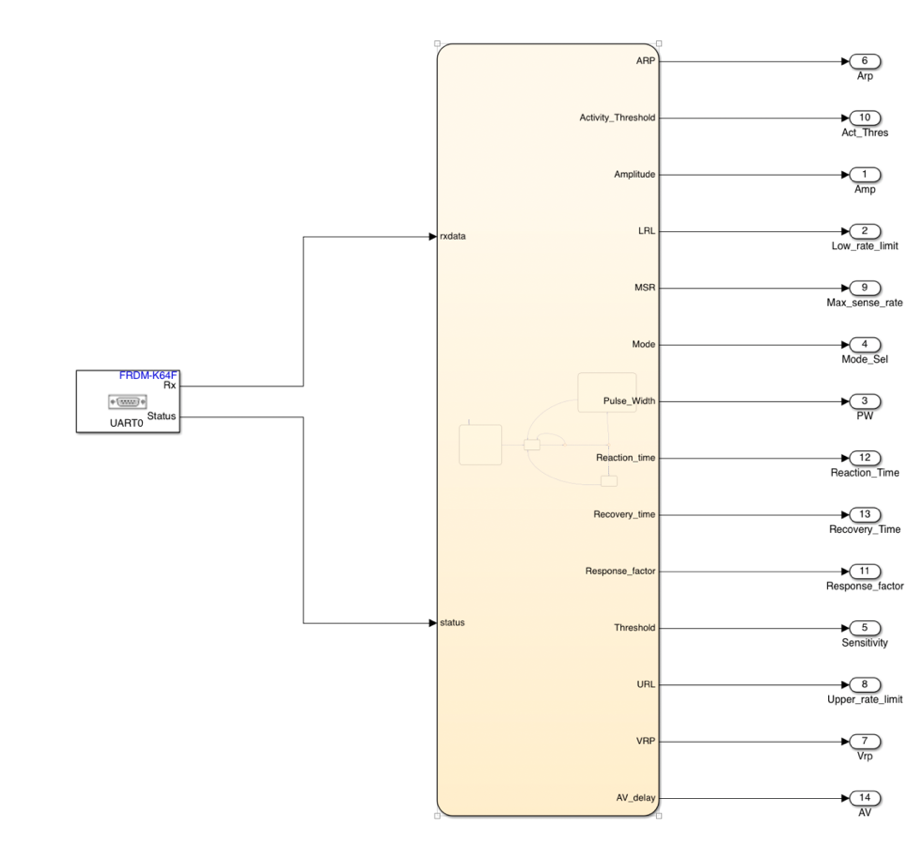 FRDM-K64F
Rx
Status
UART0
rxdata
status
ARP
Activity_Threshold
Amplitude
LRL
MSR
Mode
Pulse_Width
Reaction_time
Recovery_time
Response_factor
Threshold
URL
VRP
AV_delay
6
Arp
10
Act_Thres
1
Amp
2
Low_rate_limit
9
Max_sense_rate
4
Mode_Sel
3
PW
12
Reaction_Time
13
Recovery_Time
11
Response_factor
5
Sensitivity
8
Upper_rate_limit
7
Vrp
14
AV